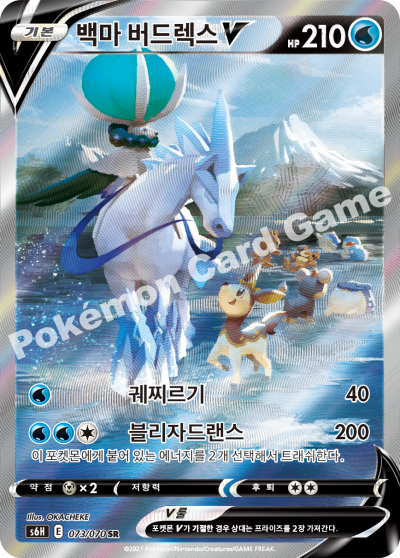 기본 백마 버드렉스 V HP 210
Pokémon Card Game
궤찌르기 40
블리자드랜스 200
이 포켓몬에게 붙어 있는 에너지를 2개 선택해서 트래쉬한다.
약점 ×2 저항력 후퇴
Illus. OKACHEKE
V 룰
s6H E 073/070 SR
포켓몬 V가 기절한 경우 상대는 프라이즈를 2장 가져간다.
©2021 Pokémon/Nintendo/Creatures/GAME FREAK.